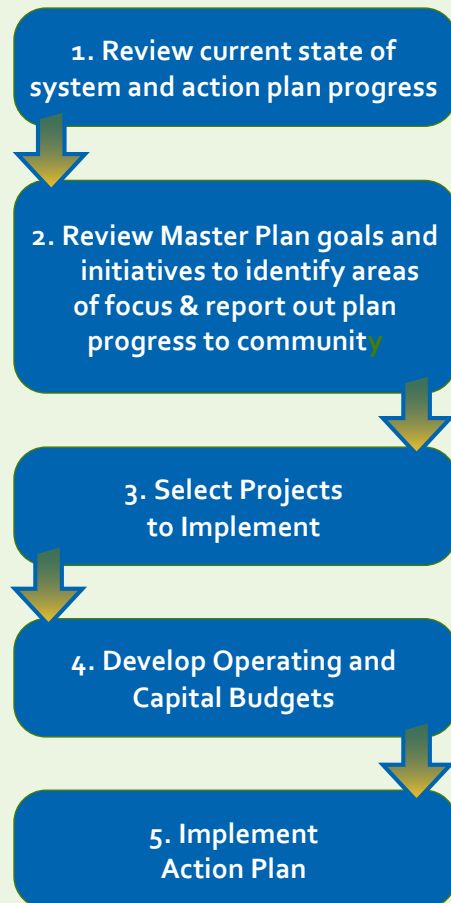 1. Review current state of
system and action plan progress
2. Review Master Plan goals and
initiatives to identify areas
of focus & report out plan
progress to community
3. Select Projects
to Implement
4. Develop Operating and
Capital Budgets
5. Implement
Action Plan